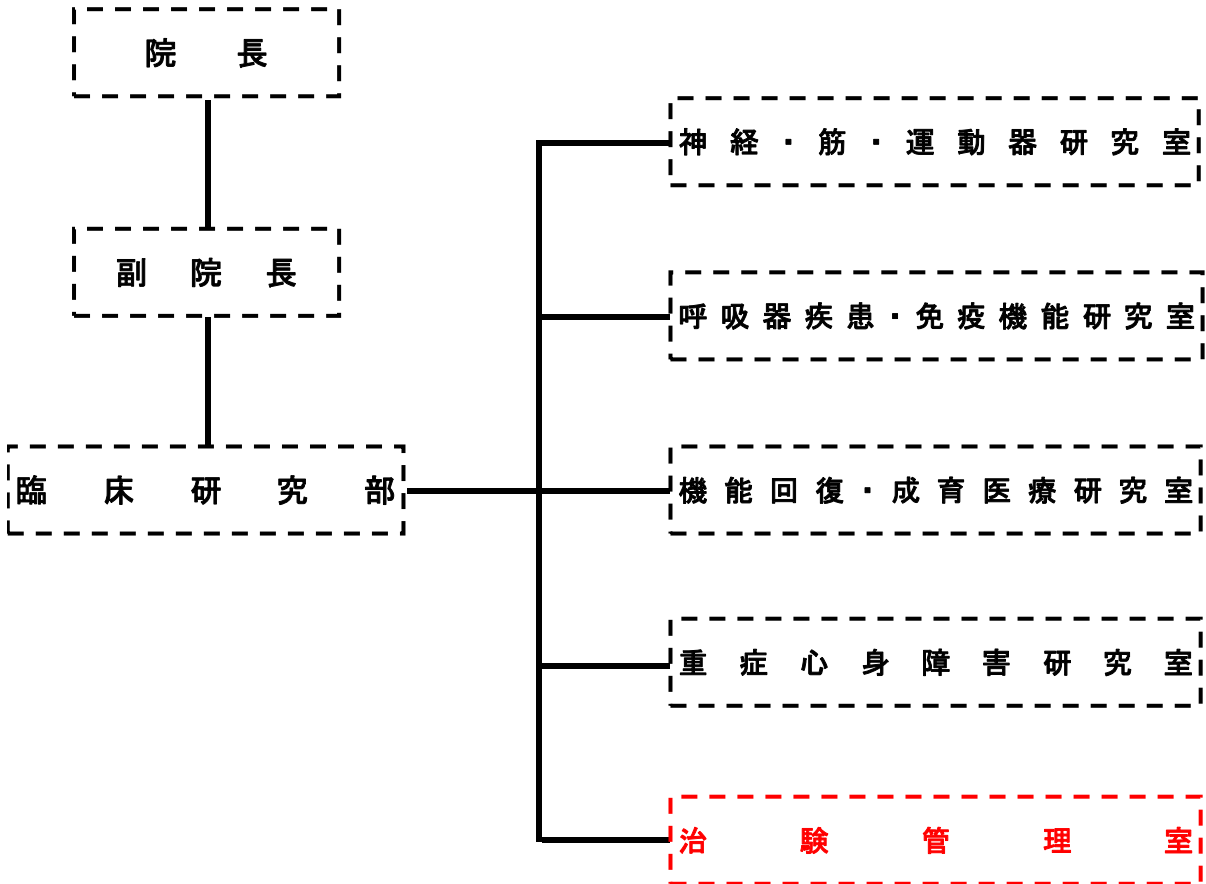 院長
副院長
臨床研究部
神経・筋・運動器研究室
呼吸器疾患・免疫機能研究室
機能回復・成育医療研究室
重症心身障害研究室
治験管理室